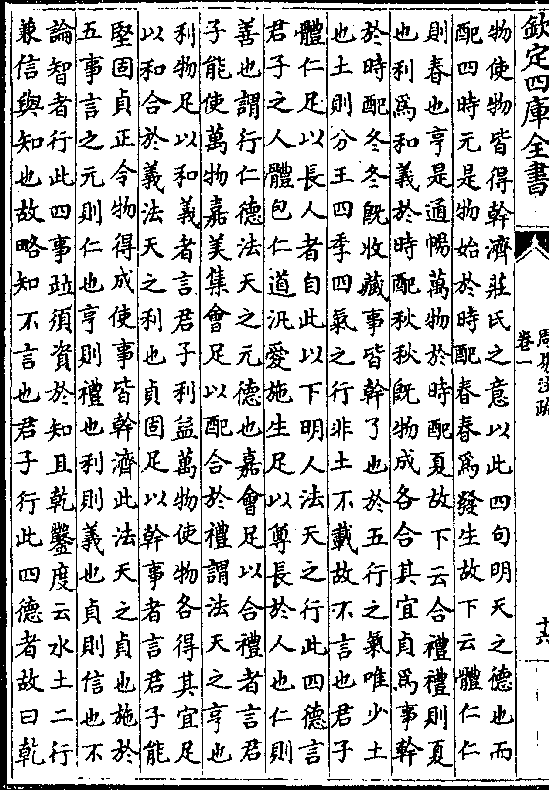 欽定四庫全書
周易注疏
卷一
十六
物使物皆得幹濟莊氏之意以此四句明天之德也而
配四時元是物始於時配春春為發生故下云體仁仁
則春也亨是通暢萬物於時配夏故下云合禮禮則夏
也利為和義於時配秋秋既物成各合其宜貞為事幹
於時配冬冬既收藏事皆幹了也於五行之氣唯少土
也土則分王四季四氣之行非土不載故不言也君子
體仁足以長人者自此以下明人法天之行此四德言
君子之人體包仁道汎愛施生足以尊長於人也仁則
善也謂行仁德法天之元德也嘉會足以合禮者言君
子能使萬物嘉美集會足以配合於禮謂法天之亨也
利物足以和義者言君子利益萬物使物各得其宜足
以和合於義法天之利也貞固足以幹事者言君子能
堅固貞正令物得成使事皆幹濟此法天之貞也施於
五事言之元則仁也亨則禮也利則義也貞則信也不
論智者行此四事竝須資於知且乾鑿度云水土二行
兼信與知也故略知不言也君子行此四德者故曰乾